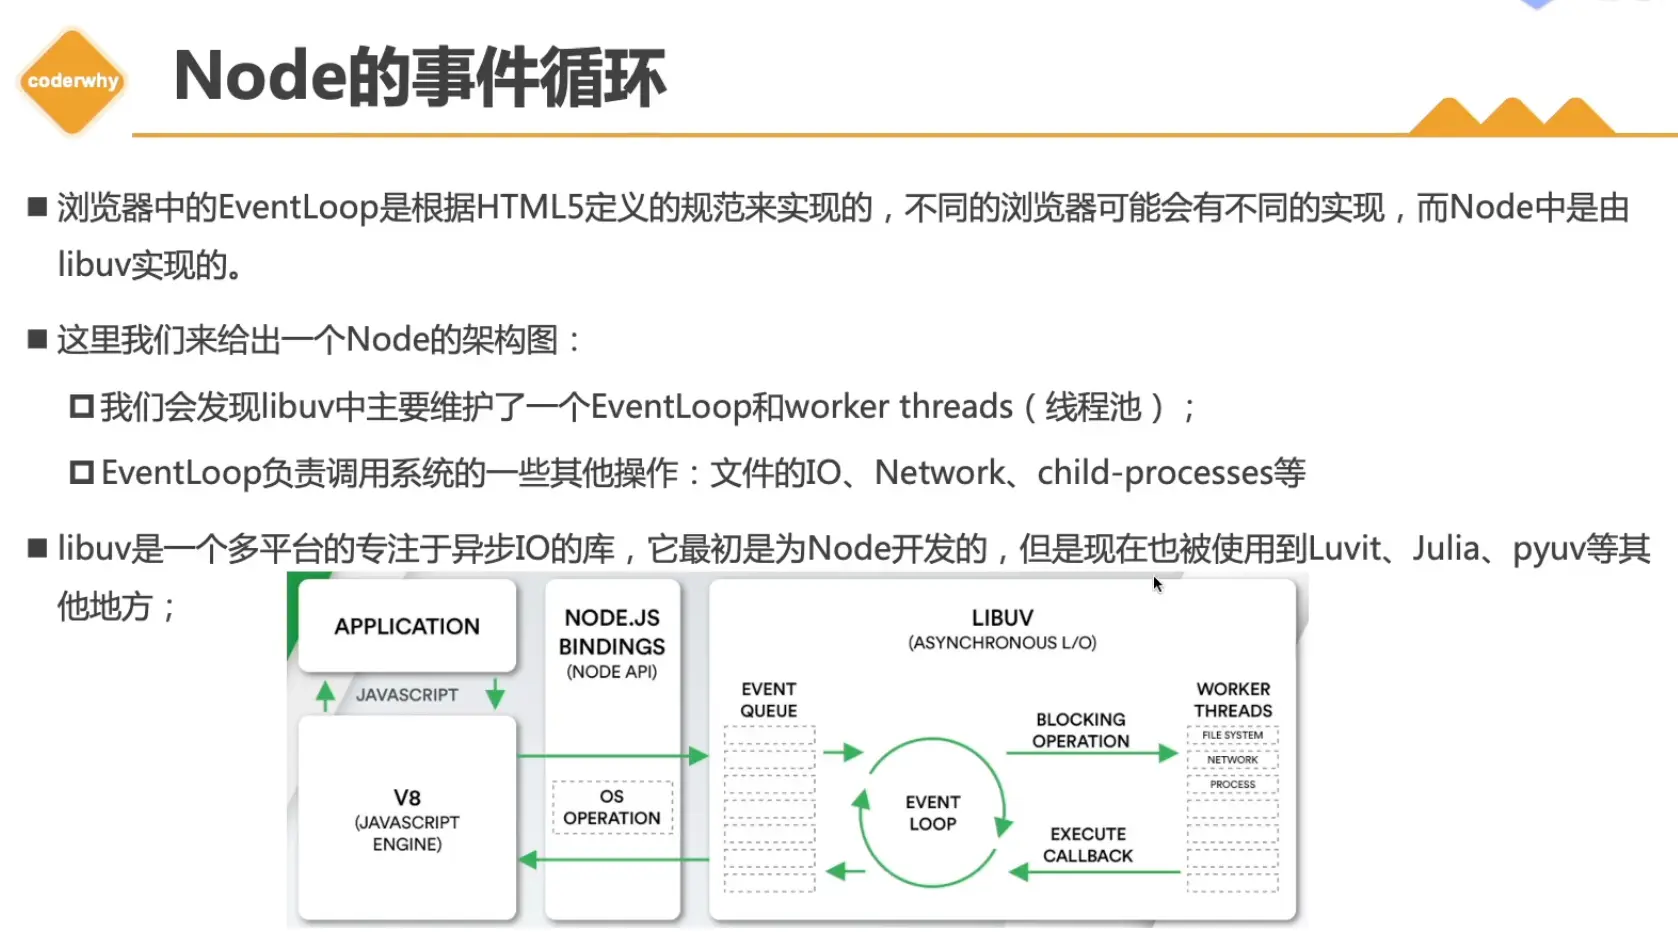 coderwhy
Node的事件循环
浏览器中的EventLoop是根据HTML5定义的规范来实现的，不同的浏览器可能会有不同的实现，而Node中是由
libuv实现的。
这里我们来给出一个Node的架构图：
我们会发现libuv中主要维护了一个EventLoop和worker threads（线程池）；
EventLoop负责调用系统的一些其他操作：文件的IO、Network、child-processes等
libuv是一个多平台的专注于异步IO的库，它最初是为Node开发的，但是现在也被使用到Luvit、Julia、pyuv等其
他地方；
APPLICATION
JAVASCRIPT
V8
(JAVASCRIPT
ENGINE)
NODE.JS
BINDINGS
(NODE API)
OS
OPERATION
LIBUV
(ASYNCHRONOUS L/O)
EVENT
QUEUE
EVENT
LOOP
BLOCKING
OPERATION
EXECUTE
CALLBACK
WORKER
THREADS
FILE SYSTEM
NETWORK
PROCESS